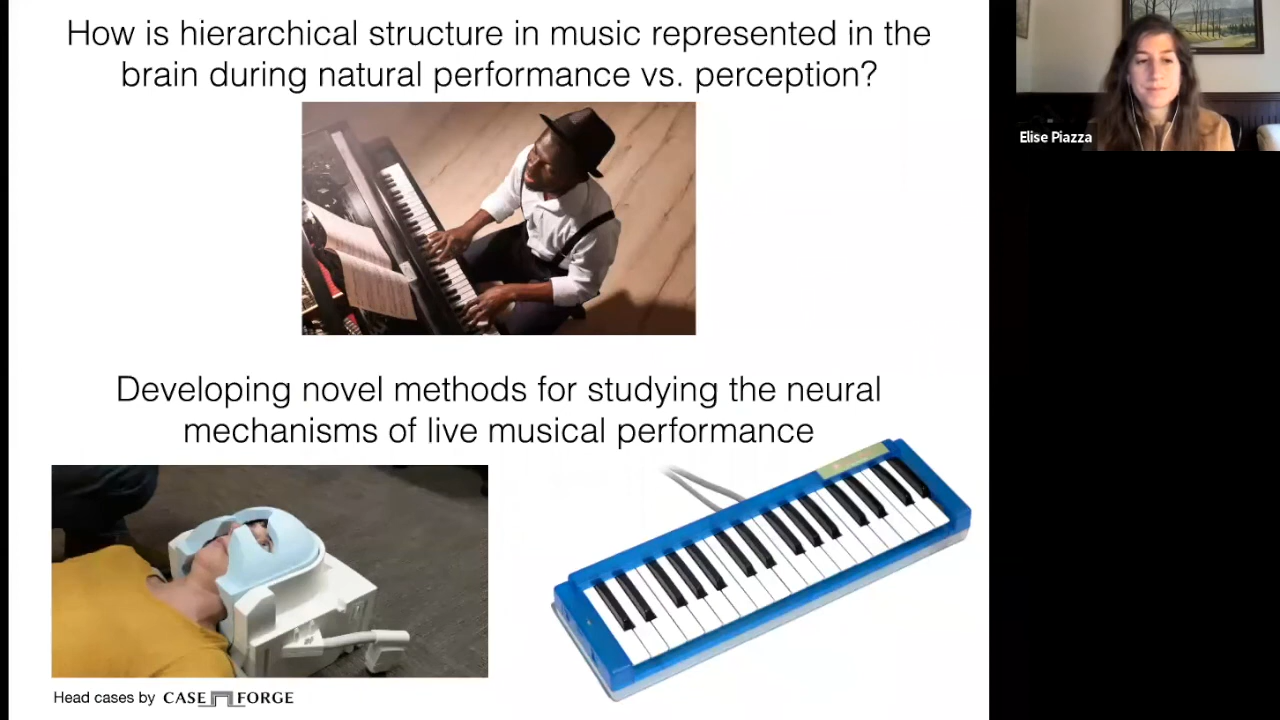 How is hierarchical structure in music represented in the
brain during natural performance vs. perception?
Elise Piazza
Developing novel methods for studying the neural
mechanisms of live musical performance
Head cases by CASE FORGE